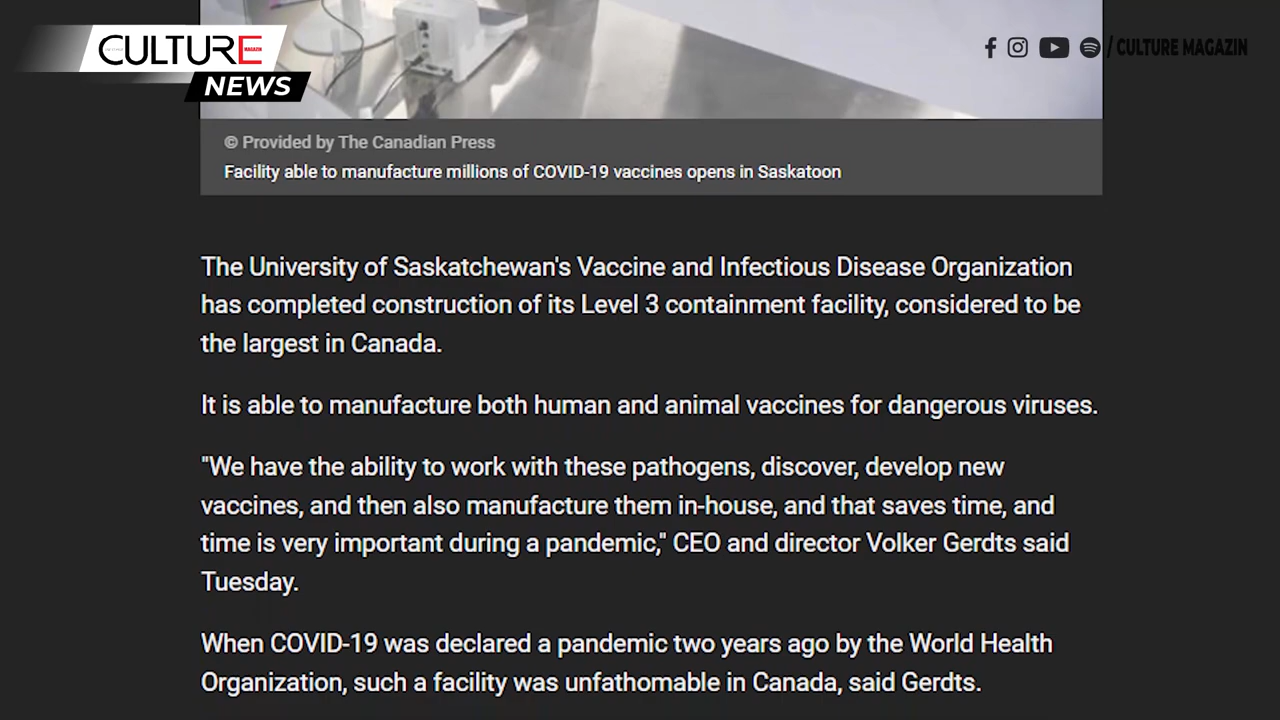 CULTURE MAGAZIN
NEWS
/ CULTURE MAGAZIN
© Provided by The Canadian Press
Facility able to manufacture millions of COVID-19 vaccines opens in Saskatoon
The University of Saskatchewan's Vaccine and Infectious Disease Organization
has completed construction of its Level 3 containment facility, considered to be
the largest in Canada.
It is able to manufacture both human and animal vaccines for dangerous viruses.
"We have the ability to work with these pathogens, discover, develop new
vaccines, and then also manufacture them in-house, and that saves time, and
time is very important during a pandemic," CEO and director Volker Gerdts said
Tuesday.
When COVID-19 was declared a pandemic two years ago by the World Health
Organization, such a facility was unfathomable in Canada, said Gerdts.